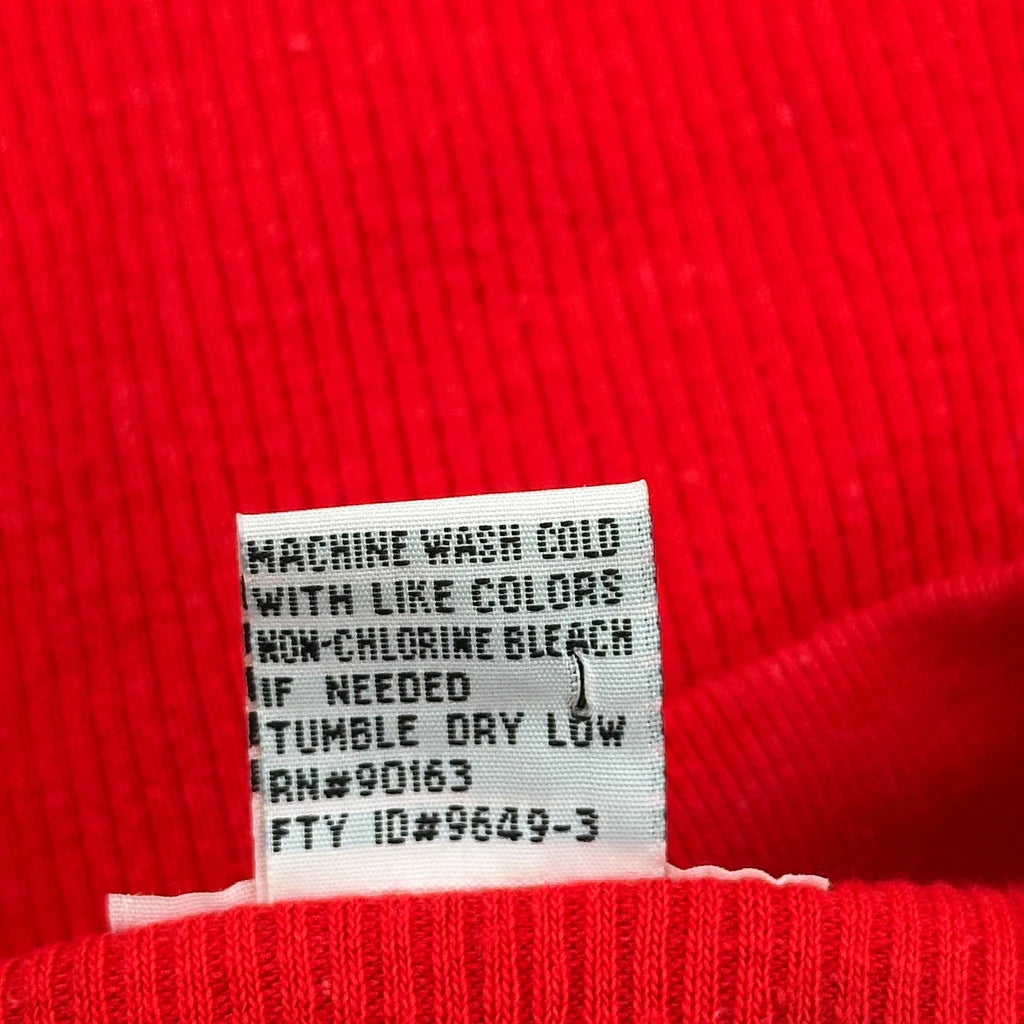 MACHINE WASH COLD
WITH LIKE COLORS
NON-CHLORINE BLEACH
IF NEEDED
TUMBLE DRY LOW
RN#90163
FTY ID#9649-3